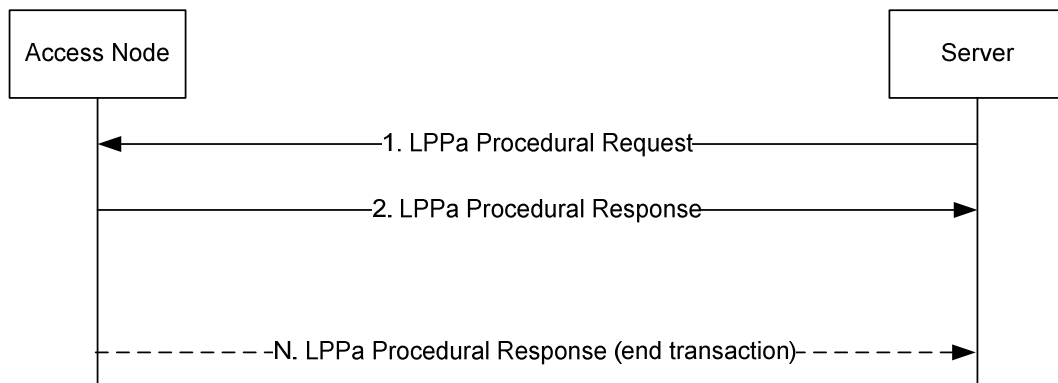 Access Node
Server
1. LPPa Procedural Request
2. LPPa Procedural Response
N. LPPa Procedural Response (end transaction)